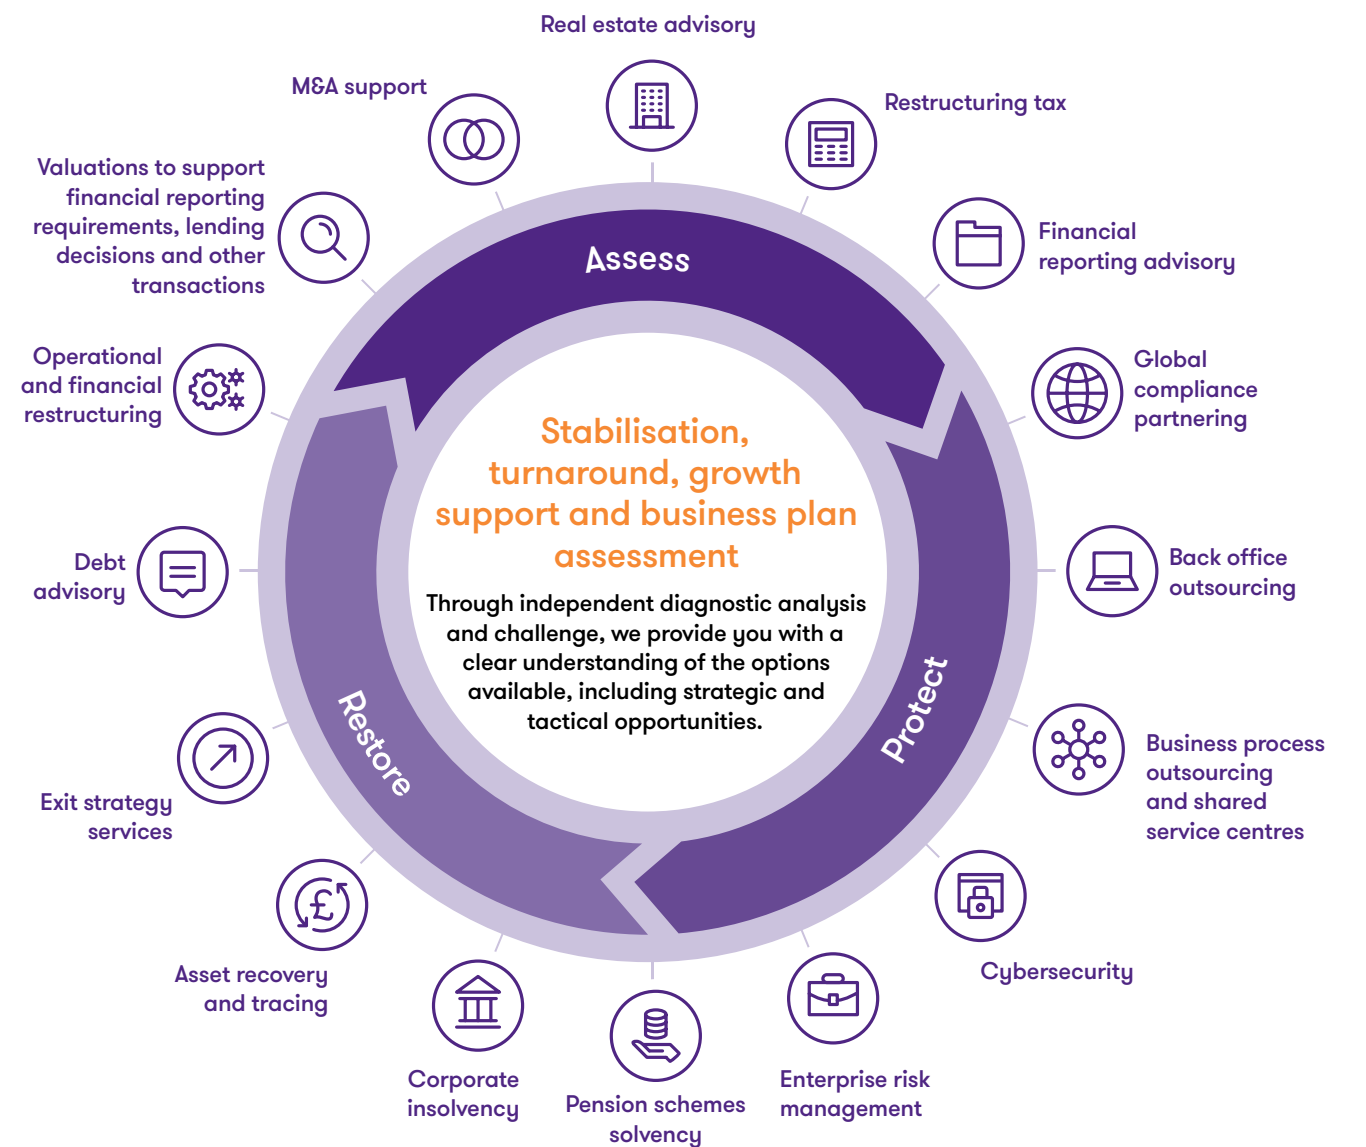 Real estate advisory
M&A support
Restructuring tax
Valuations to support
financial reporting
requirements, lending
decisions and other
transactions
Financial
reporting advisory
Assess
Operational
and financial
restructuring
Global
compliance
partnering
Stabilisation,
turnaround, growth
support and business plan
assessment
Through independent diagnostic analysis
and challenge, we provide you with a
clear understanding of the options
available, including strategic and
tactical opportunities.
Debt
advisory
Back office
outsourcing
Protect
Restore
Business process
outsourcing
and shared
service centres
Exit strategy
services
£
Asset recovery
and tracing
Cybersecurity
Corporate
insolvency
Pension schemes
solvency
Enterprise risk
management